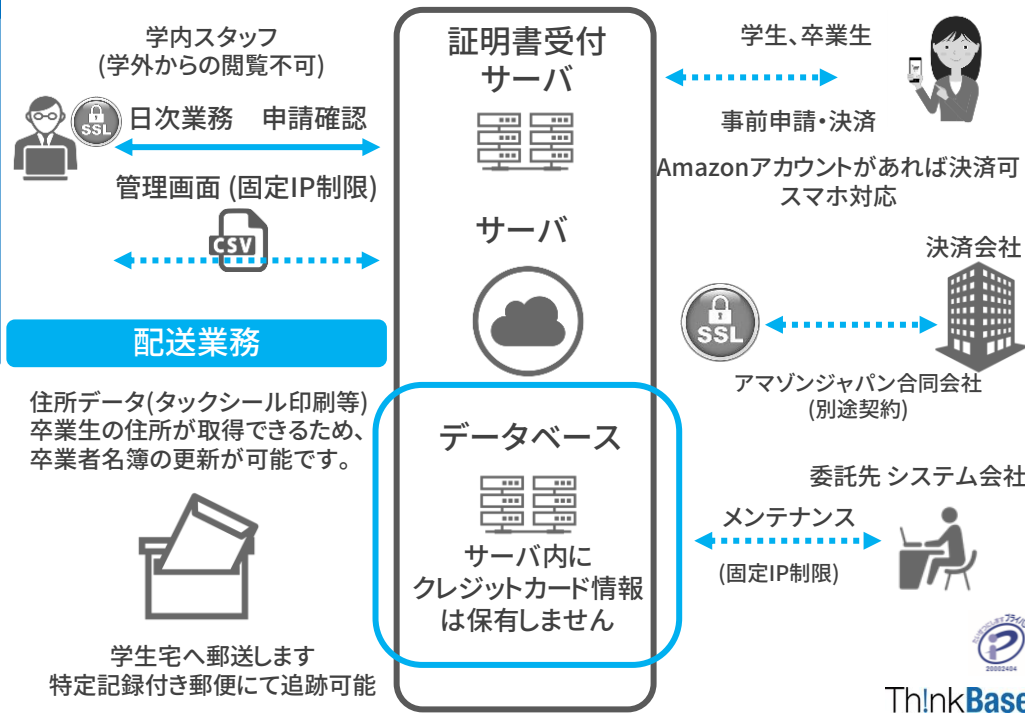 学内スタッフ
(学外からの閲覧不可)
SSL
日次業務 申請確認
管理画面 (固定IP制限)
CSV
配送業務
住所データ(タックシール印刷等)
卒業生の住所が取得できるため、
卒業者名簿の更新が可能です。
学生宅へ郵送します
特定記録付き郵便にて追跡可能
証明書受付
サーバ
サーバ
データベース
サーバ内に
クレジットカード情報
は保有しません
学生、卒業生
事前申請・決済
Amazonアカウントがあれば決済可
スマホ対応
決済会社
SSL
アマゾンジャパン合同会社
(別途契約)
委託先 システム会社
メンテナンス
(固定IP制限)
20002404
Th!nkBase